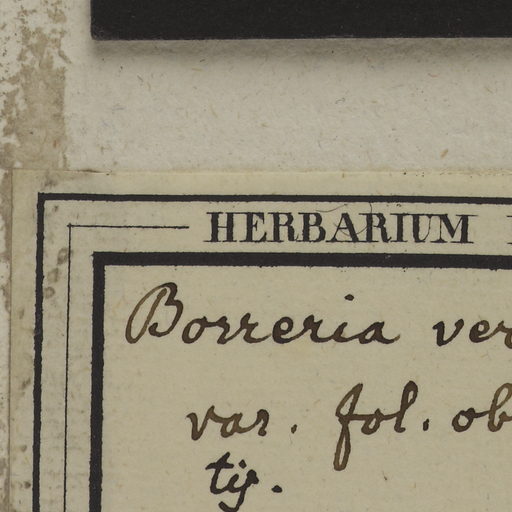 HERBARIUM
Borreria ver
var. fol. ob
tis.